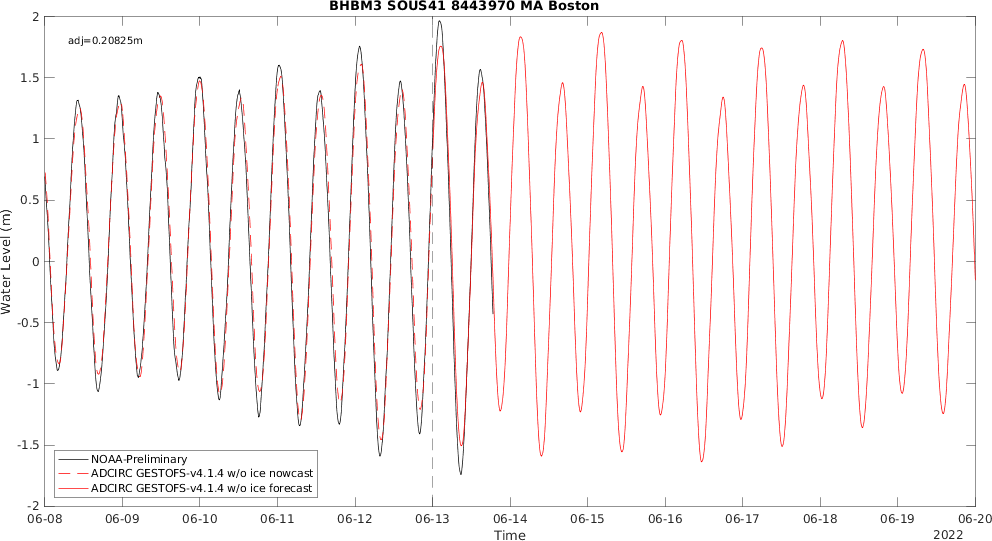 BHBM3 SOUS41 8443970 MA Boston
adj=0.20825m
2
1.5
1
0.5
0
-0.5
-1
-1.5
-2
Water Level (m)
NOAA-Preliminary
ADCIRC GESTOFS-v4.1.4 w/o ice nowcast
ADCIRC GESTOFS-v4.1.4 w/o ice forecast
06-08 06-09 06-10 06-11 06-12 06-13 06-14 06-15 06-16 06-17 06-18 06-19 06-20
Time
2022